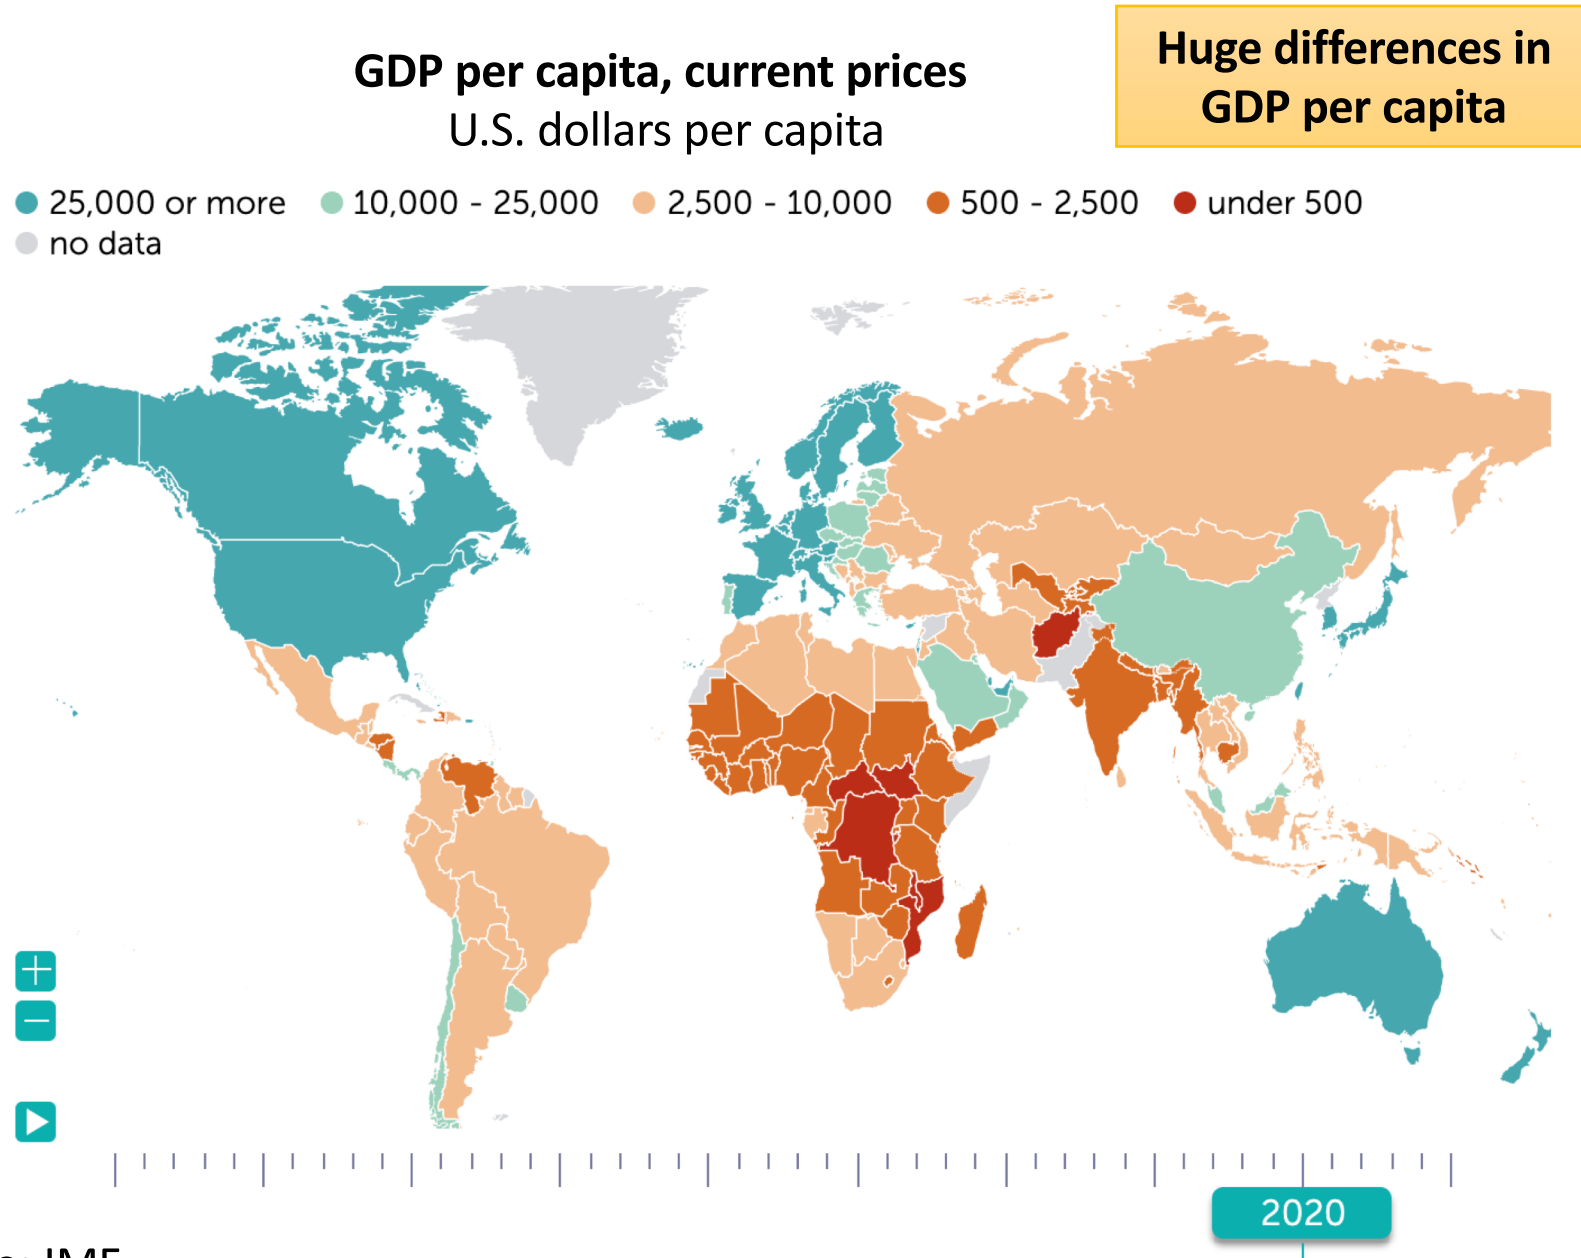 GDP per capita, current prices
U.S. dollars per capita
Huge differences in
GDP per capita
25,000 or more 10,000 - 25,000 2,500 - 10,000 500 - 2,500 under 500
no data
2020
IMF